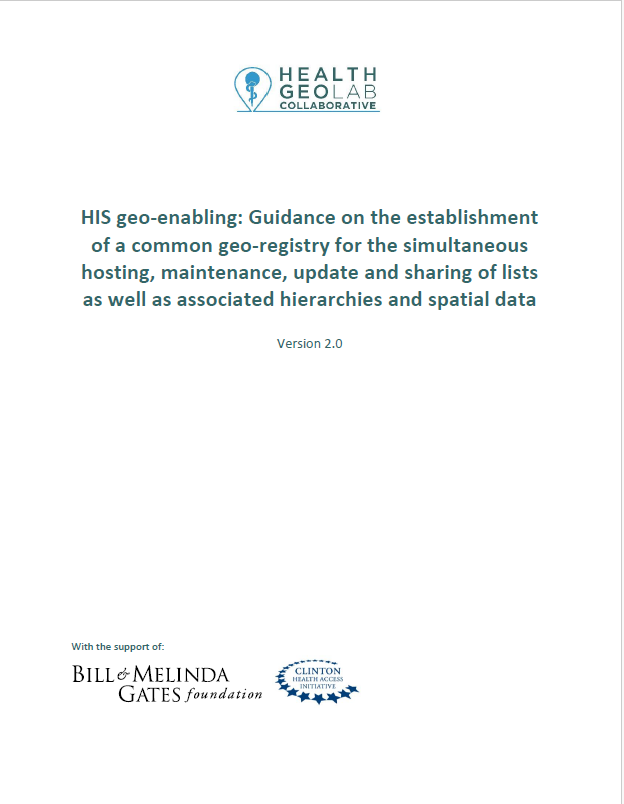 HEALTH
GEOLAB
COLLABORATIVE
HIS geo-enabling: Guidance on the establishment
of a common geo-registry for the simultaneous
hosting, maintenance, update and sharing of lists
as well as associated hierarchies and spatial data
Version 2.0
With the support of:
BILL & MELINDA
GATES foundation
CLINTON
HEALTH ACCESS
INITIATIVE